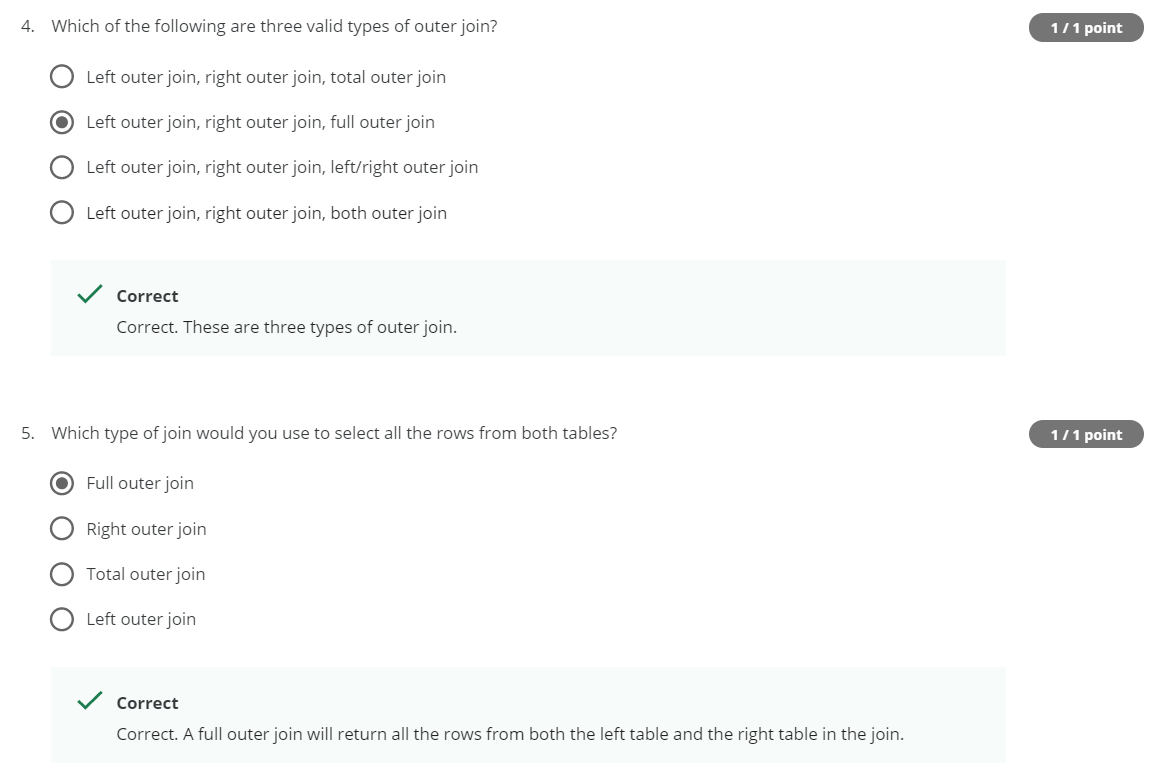 4. Which of the following are three valid types of outer join?
1 / 1 point
Left outer join, right outer join, total outer join
Left outer join, right outer join, full outer join
Left outer join, right outer join, left/right outer join
Left outer join, right outer join, both outer join
Correct
Correct. These are three types of outer join.
5. Which type of join would you use to select all the rows from both tables?
1 / 1 point
Full outer join
Right outer join
Total outer join
Left outer join
Correct
Correct. A full outer join will return all the rows from both the left table and the right table in the join.